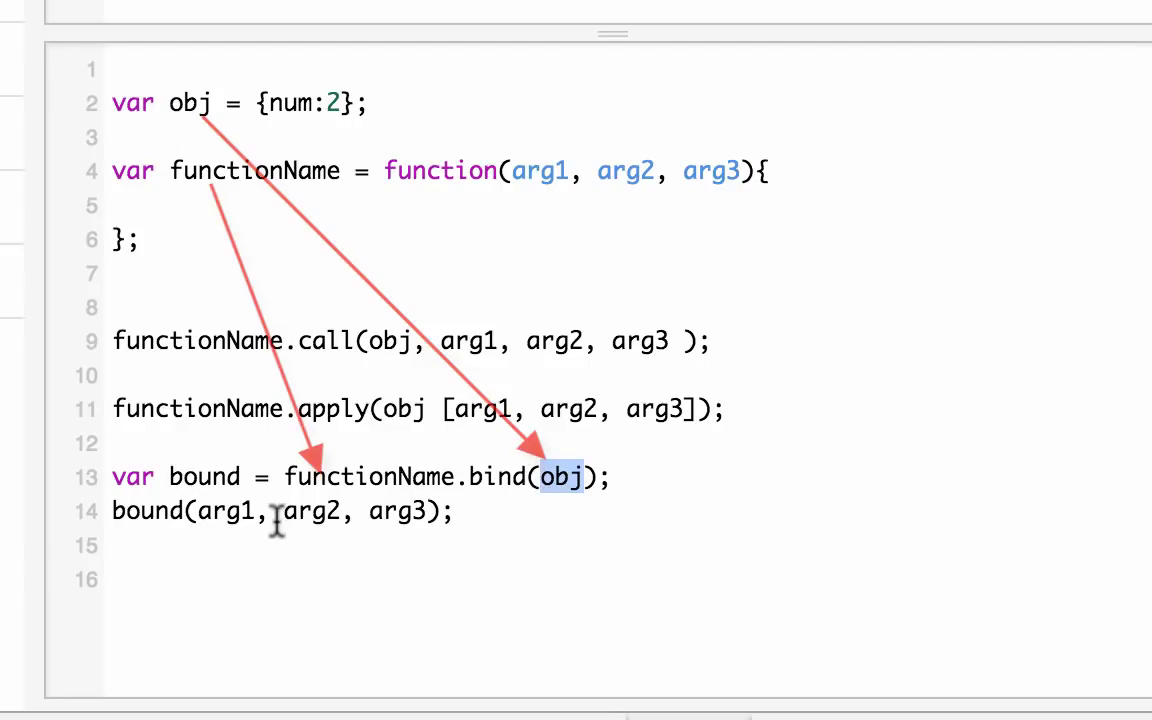 1
2 var obj = {num:2};
3
4 var functionName = function(arg1, arg2, arg3){
5
6 };
7
8
9 functionName.call(obj, arg1, arg2, arg3 );
10
11 functionName.apply(obj [arg1, arg2, arg3]);
12
13 var bound = functionName.bind(obj);
14 bound(arg1, arg2, arg3);
15
16